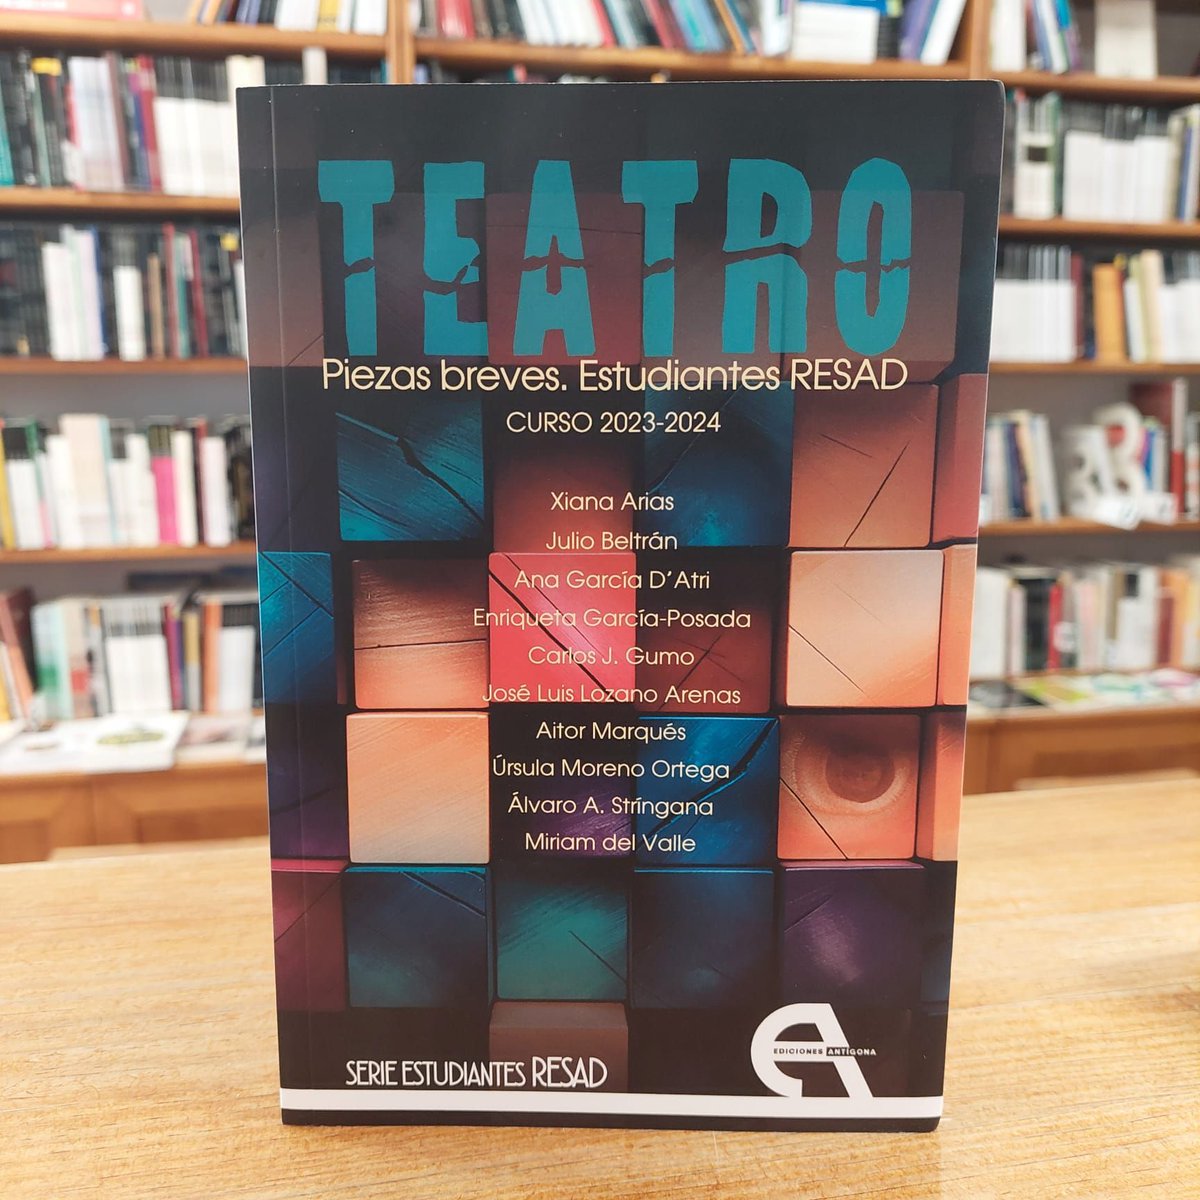 TEATRO
Piezas breves. Estudiantes RESAD
CURSO 2023-2024
Xiana Arias
Julio Beltrán
Ana García D'Atri
Enriqueta García-Posada
Carlos J. Gumo
José Luis Lozano Arenas
Aitor Marqués
Úrsula Moreno Ortega
Álvaro A. Stríngana
Miriam del Valle
EDICIONES ANTÍGONA
SERIE ESTUDIANTES RESAD